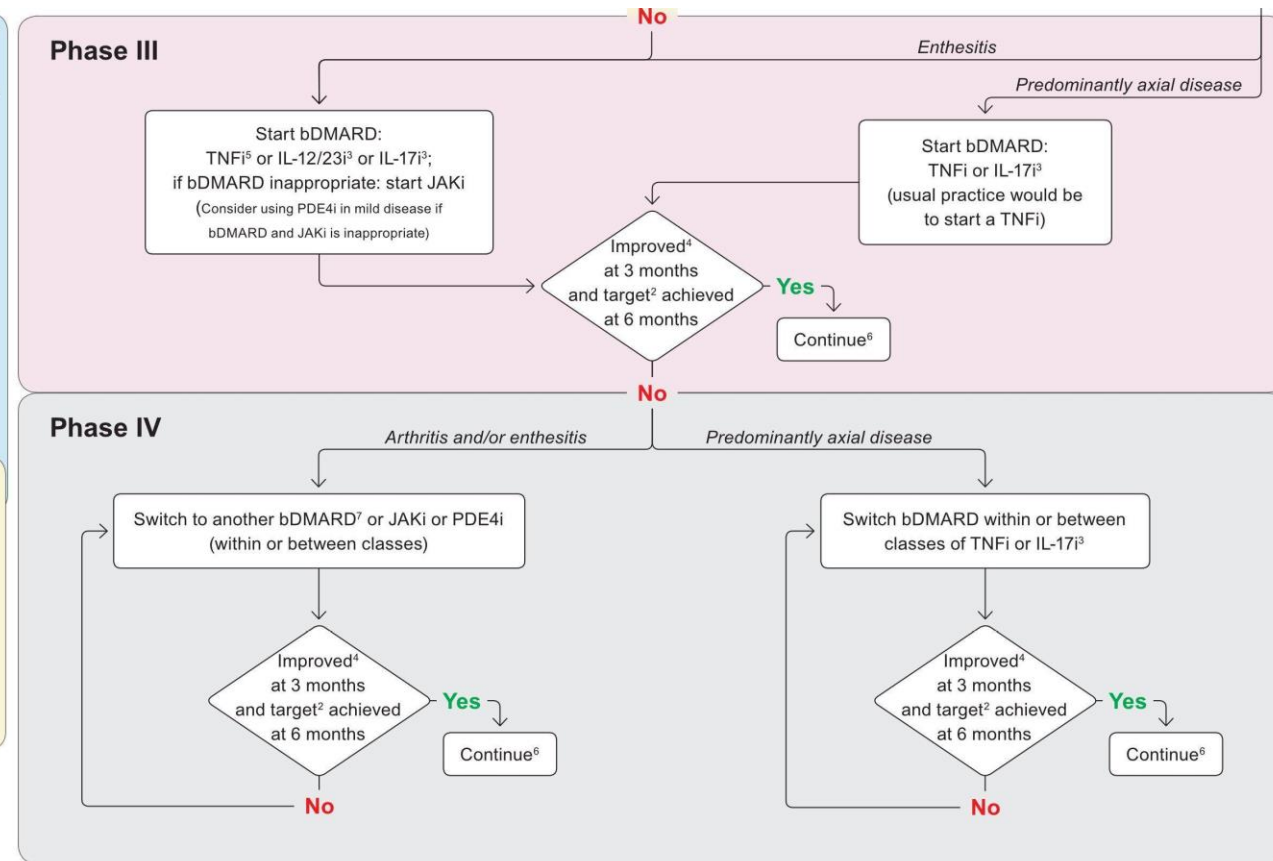 No
Phase III
Enthesitis
Predominantly axial disease
Start bDMARD:
TNFi⁵ or IL-12/23i³ or IL-17i³;
if bDMARD inappropriate: start JAKi
(Consider using PDE4i in mild disease if
bDMARD and JAKi is inappropriate)
Start bDMARD:
TNFi or IL-17i³
(usual practice would be
to start a TNFi)
Improved⁴
at 3 months
and target² achieved
at 6 months
Yes
Continue⁶
No
Phase IV
Arthritis and/or enthesitis
Predominantly axial disease
Switch to another bDMARD⁷ or JAKi or PDE4i
(within or between classes)
Switch bDMARD within or between
classes of TNFi or IL-17i³
Improved⁴
at 3 months
and target² achieved
at 6 months
Yes
Continue⁶
No
Improved⁴
at 3 months
and target² achieved
at 6 months
Yes
Continue⁶
No